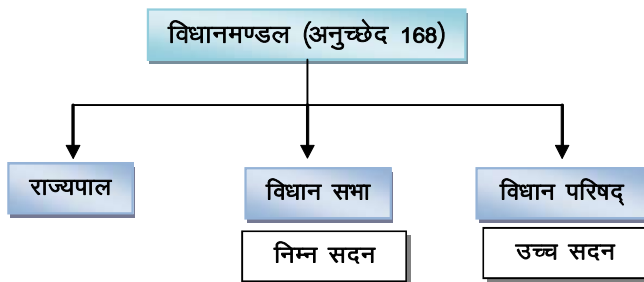 विधानमण्डल (अनुच्छेद 168)
राज्यपाल
विधान सभा
विधान परिषद्
निम्न सदन
उच्च सदन